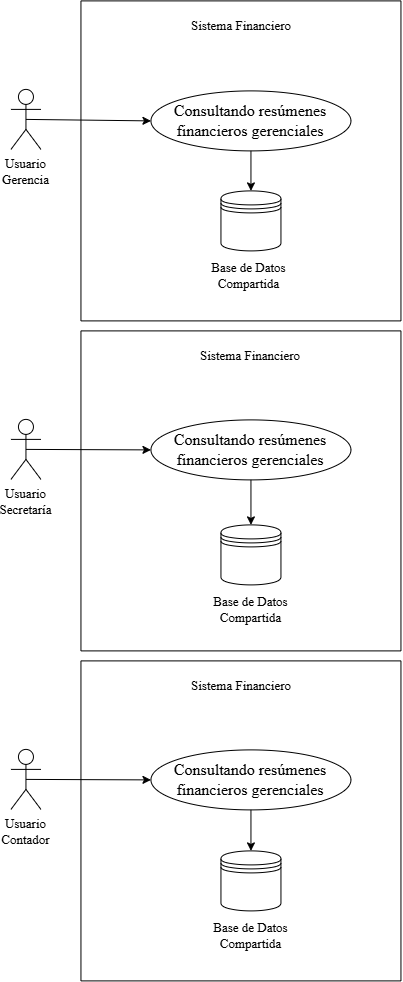 Sistema Financiero
Consultando resúmenes
financieros gerenciales
Usuario
Gerencia
Base de Datos
Compartida
Sistema Financiero
Consultando resúmenes
financieros gerenciales
Usuario
Secretaría
Base de Datos
Compartida
Sistema Financiero
Consultando resúmenes
financieros gerenciales
Usuario
Contador
Base de Datos
Compartida